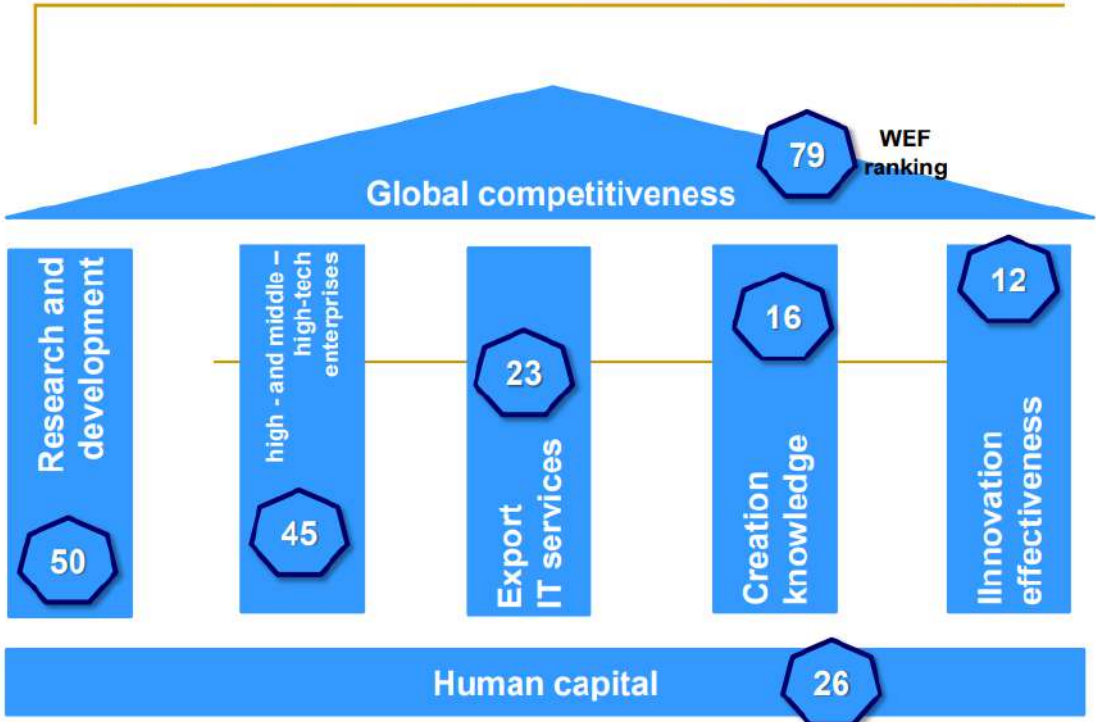 79
WEF
ranking
Global competitiveness
Research and
development
50
high - and middle –
high-tech
enterprises
45
23
Export
IT services
16
Creation
knowledge
12
IInnovation
effectiveness
Human capital
26